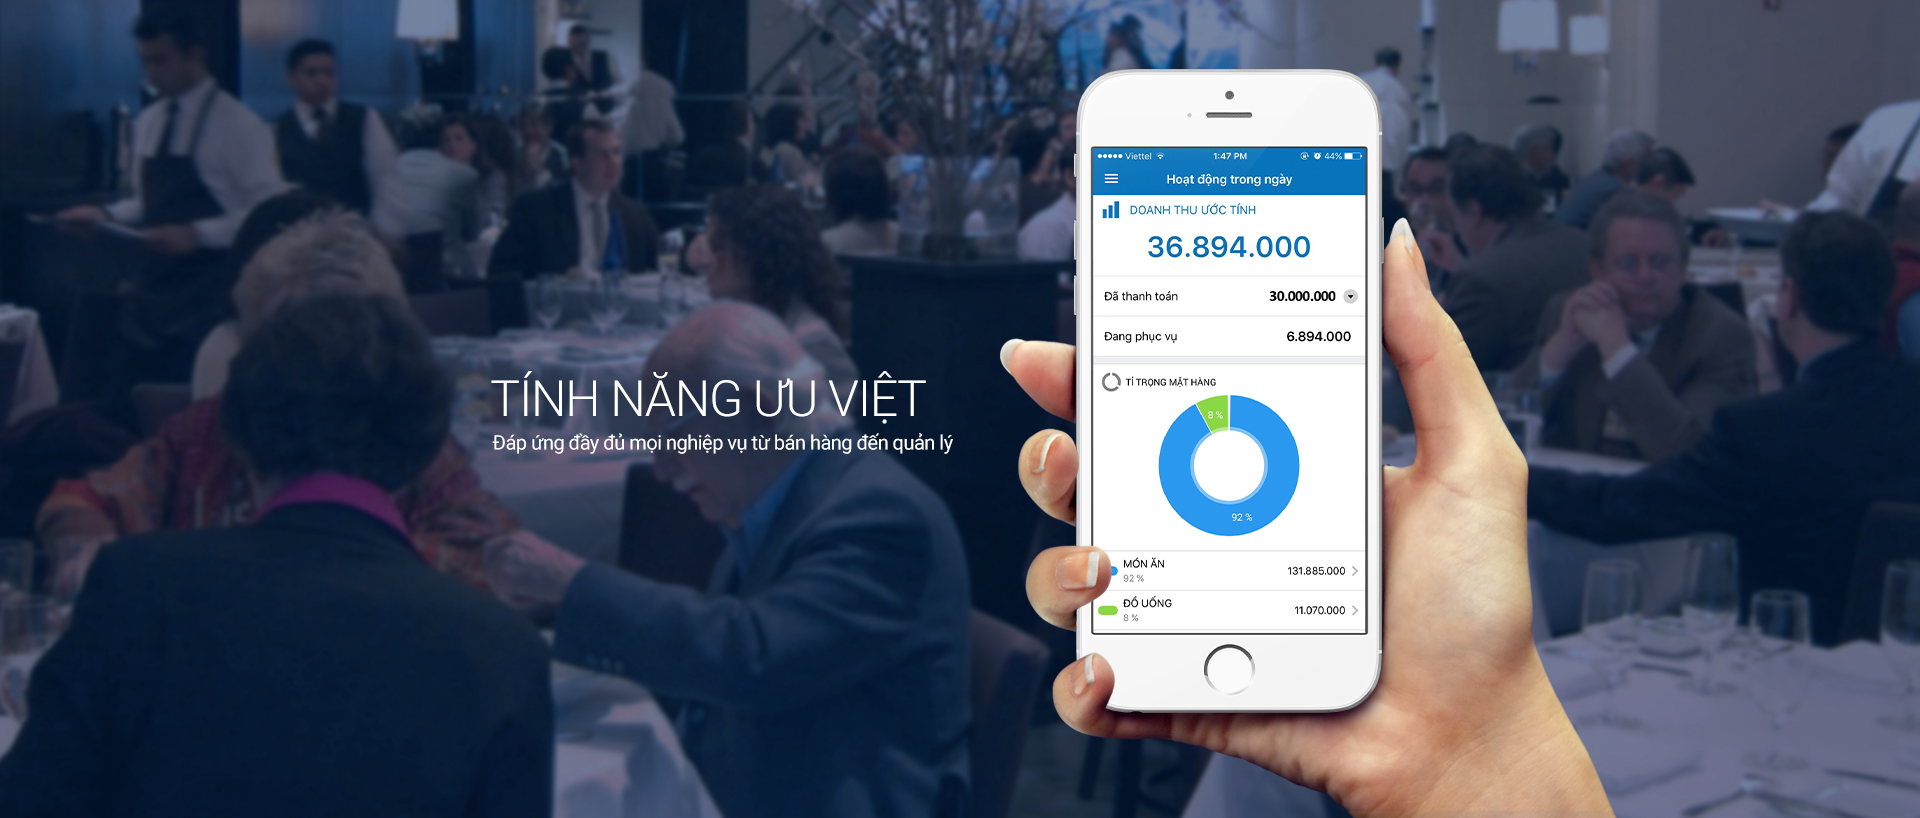 TÍNH NĂNG ƯU VIỆT
Đáp ứng đầy đủ mọi nghiệp vụ từ bán hàng đến quản lý
Viettel 1:47 PM 44%
Hoạt động trong ngày
DOANH THU ƯỚC TÍNH
36.894.000
Đã thanh toán 30.000.000
Đang phục vụ 6.894.000
TỈ TRỌNG MẶT HÀNG
8 %
92 %
MÓN ĂN 131.885.000
92 %
ĐỒ UỐNG 11.070.000
8 %